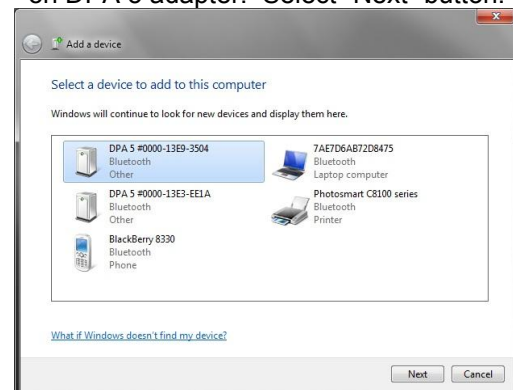 on DPA 5 adapter. Select "Next" button.
Add a device
Select a device to add to this computer
Windows will continue to look for new devices and display them here.
DPA 5 #0000-13E9-3504
Bluetooth
Other
7AE7D6AB72D8475
Bluetooth
Laptop computer
DPA 5 #0000-13E3-EE1A
Bluetooth
Other
Photosmart C8100 series
Bluetooth
Printer
BlackBerry 8330
Bluetooth
Phone
What if Windows doesn't find my device?
Next
Cancel